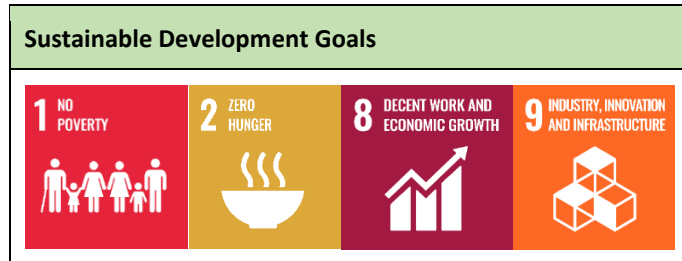 Sustainable Development Goals
1 NO POVERTY
2 ZERO HUNGER
8 DECENT WORK AND ECONOMIC GROWTH
9 INDUSTRY, INNOVATION AND INFRASTRUCTURE